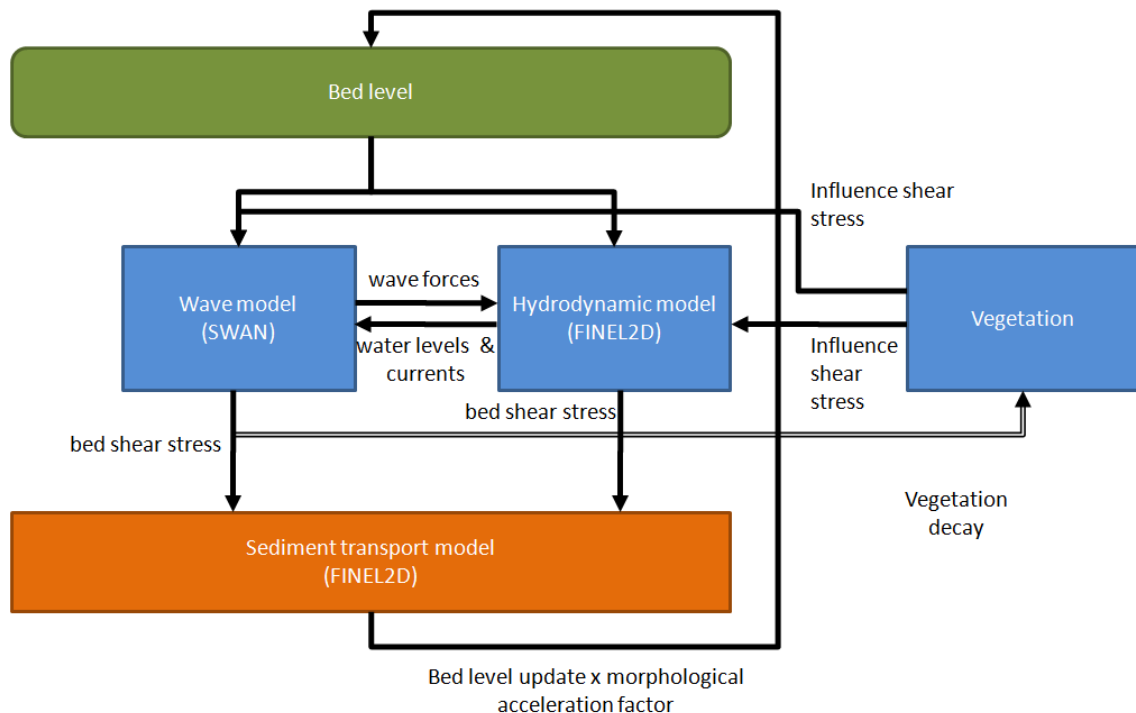 Bed level
Influence shear
stress
wave forces
Wave model
(SWAN)
Hydrodynamic model
(FINEL2D)
Vegetation
water levels &
currents
Influence
shear
stress
bed shear stress
bed shear stress
Vegetation
decay
Sediment transport model
(FINEL2D)
Bed level update x morphological
acceleration factor